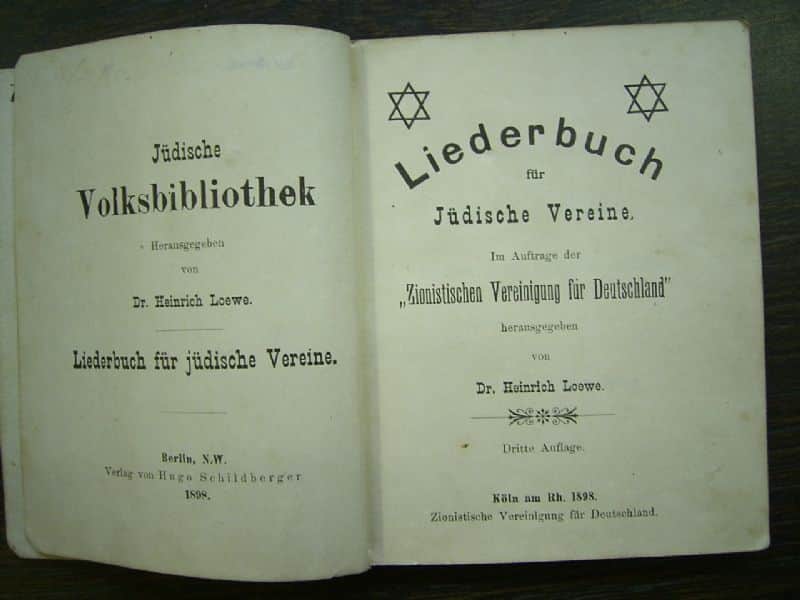 Jüdische
Volksbibliothek
Herausgegeben
von
Dr. Heinrich Loewe.
Liederbuch für jüdische Vereine.
Berlin, N.W.
Verlag von Hugo Schildberger
1898.
Liederbuch
für
Jüdische Vereine.
Im Auftrage der
„Zionistischen Vereinigung für Deutschland"
herausgegeben
von
Dr. Heinrich Loewe.
Dritte Auflage.
Köln am Rh. 1898.
Zionistische Vereinigung für Deutschland.